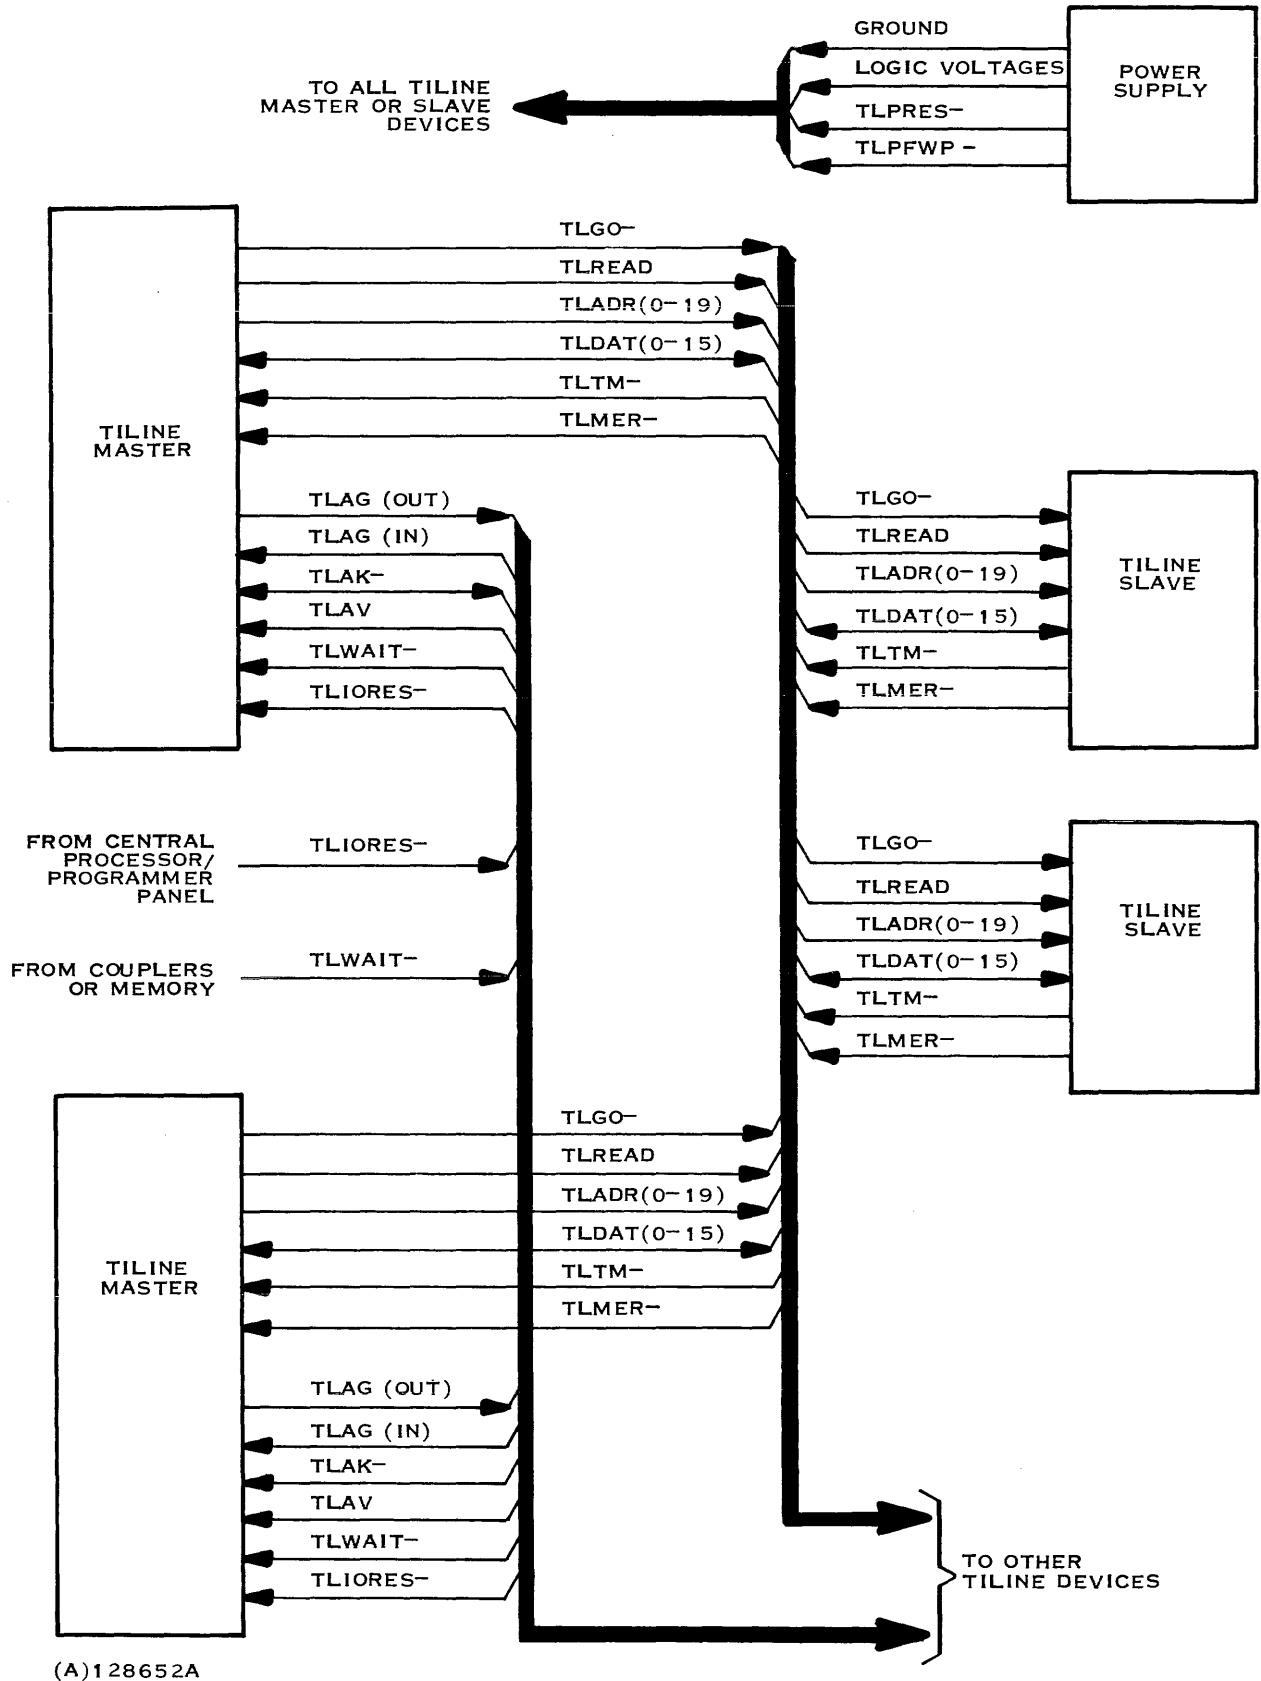 GROUND
LOGIC VOLTAGES
TLPRES-
TLPFWP -
POWER
SUPPLY
TO ALL TILINE
MASTER OR SLAVE
DEVICES
TILINE
MASTER
TLGO-
TLREAD
TLADR(0-19)
TLDAT(0-15)
TLTM-
TLMER-
TLAG (OUT)
TLAG (IN)
TLAK-
TLAV
TLWAIT-
TLIORES-
TLGO-
TLREAD
TLADR(0-19)
TLDAT(0-15)
TLTM-
TLMER-
TILINE
SLAVE
FROM CENTRAL
PROCESSOR/
PROGRAMMER
PANEL
TLIORES-
FROM COUPLERS
OR MEMORY
TLWAIT-
TLGO-
TLREAD
TLADR(0-19)
TLDAT(0-15)
TLTM-
TLMER-
TILINE
SLAVE
TILINE
MASTER
TLGO-
TLREAD
TLADR(0-19)
TLDAT(0-15)
TLTM-
TLMER-
TLAG (OUT)
TLAG (IN)
TLAK-
TLAV
TLWAIT-
TLIORES-
TO OTHER
TILINE DEVICES
(A)128652A